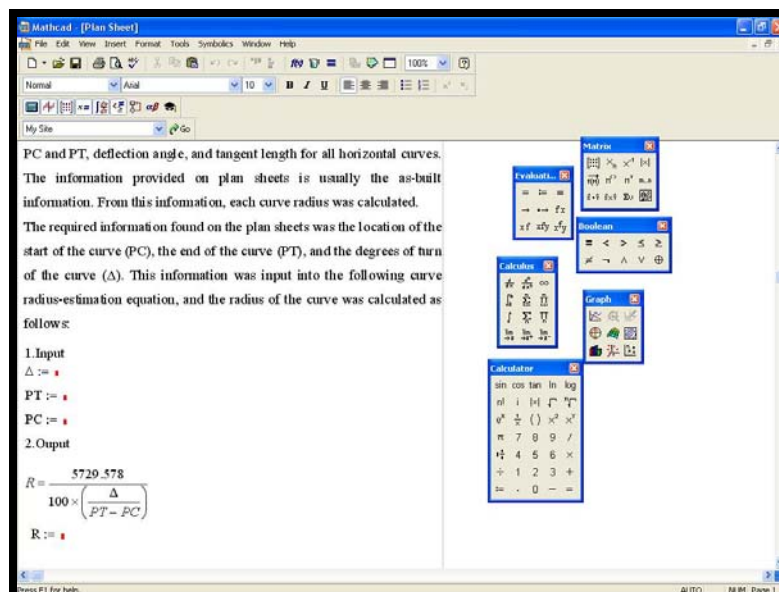 Mathcad - [Plan Sheet]
File Edit View Insert Format Tools Symbolics Window Help
100%
Normal Arial 10 B I U
My Site Go
PC and PT, deflection angle, and tangent length for all horizontal curves.
The information provided on plan sheets is usually the as-built
information. From this information, each curve radius was calculated.
The required information found on the plan sheets was the location of the
start of the curve (PC), the end of the curve (PT), and the degrees of turn
of the curve (Δ). This information was input into the following curve
radius-estimation equation, and the radius of the curve was calculated as
follows:
1.Input
Δ :=
PT :=
PC :=
2.Ouput
R = 5729.578
100 × ( Δ
PT – PC )
R :=
Matrix
Evaluati...
= := ≡
→ •→ fx
xf xfy xfy
Boolean
= < > ≤ ≥
≠ ¬ ∧ ∨ ⊕
Calculus
Graph
Calculator
sin cos tan ln log
n! i |×|
π 7 8 9 /
4 5 6 ×
÷ 1 2 3 +
:= . 0 − =
Press F1 for help.
AUTO NUM Page 1